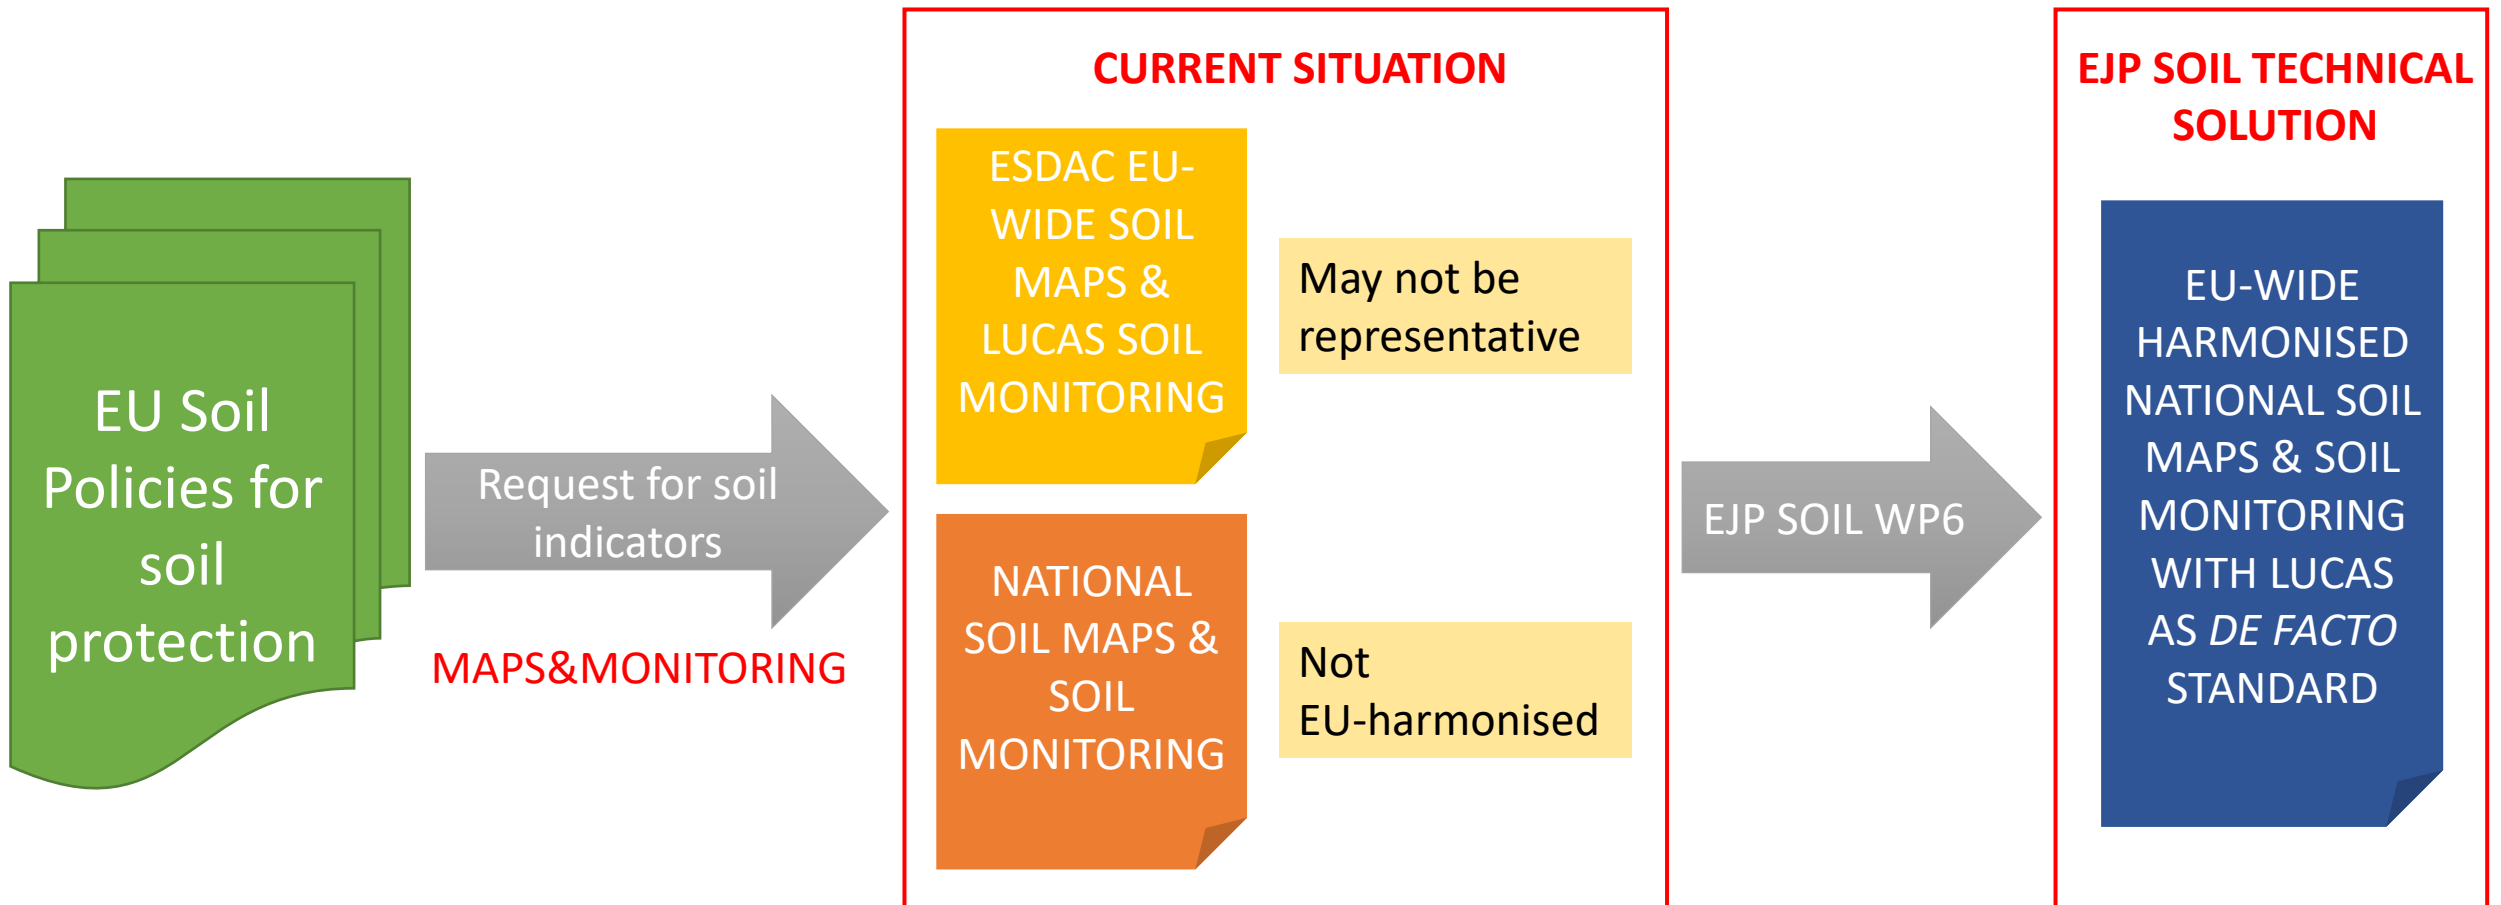 EU Soil
Policies for
soil
protection
Request for soil
indicators
MAPS&MONITORING
CURRENT SITUATION
ESDAC EU-
WIDE SOIL
MAPS &
LUCAS SOIL
MONITORING
May not be
representative
NATIONAL
SOIL MAPS &
SOIL
MONITORING
Not
EU-harmonised
EJP SOIL WP6
EJP SOIL TECHNICAL
SOLUTION
EU-WIDE
HARMONISED
NATIONAL SOIL
MAPS & SOIL
MONITORING
WITH LUCAS
AS DE FACTO
STANDARD